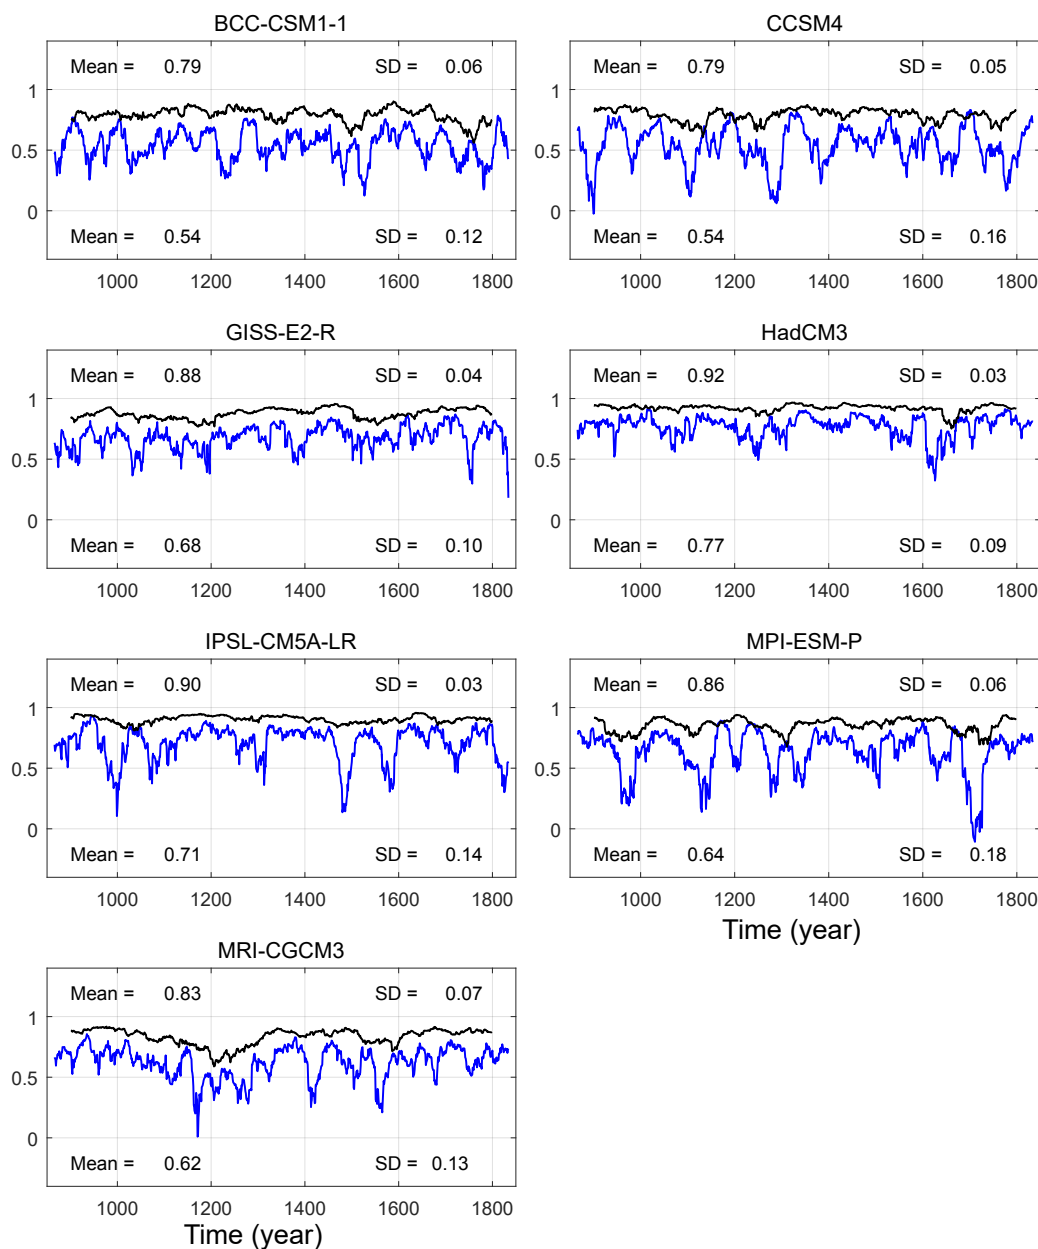 BCC-CSM1-1
Mean = 0.79 SD = 0.06
1
0.5
0
Mean = 0.54 SD = 0.12
1000 1200 1400 1600 1800
CCSM4
Mean = 0.79 SD = 0.05
1
0.5
0
Mean = 0.54 SD = 0.16
1000 1200 1400 1600 1800
GISS-E2-R
Mean = 0.88 SD = 0.04
1
0.5
0
Mean = 0.68 SD = 0.10
1000 1200 1400 1600 1800
HadCM3
Mean = 0.92 SD = 0.03
1
0.5
0
Mean = 0.77 SD = 0.09
1000 1200 1400 1600 1800
IPSL-CM5A-LR
Mean = 0.90 SD = 0.03
1
0.5
0
Mean = 0.71 SD = 0.14
1000 1200 1400 1600 1800
MPI-ESM-P
Mean = 0.86 SD = 0.06
1
0.5
0
Mean = 0.64 SD = 0.18
1000 1200 1400 1600 1800
Time (year)
MRI-CGCM3
Mean = 0.83 SD = 0.07
1
0.5
0
Mean = 0.62 SD = 0.13
1000 1200 1400 1600 1800
Time (year)